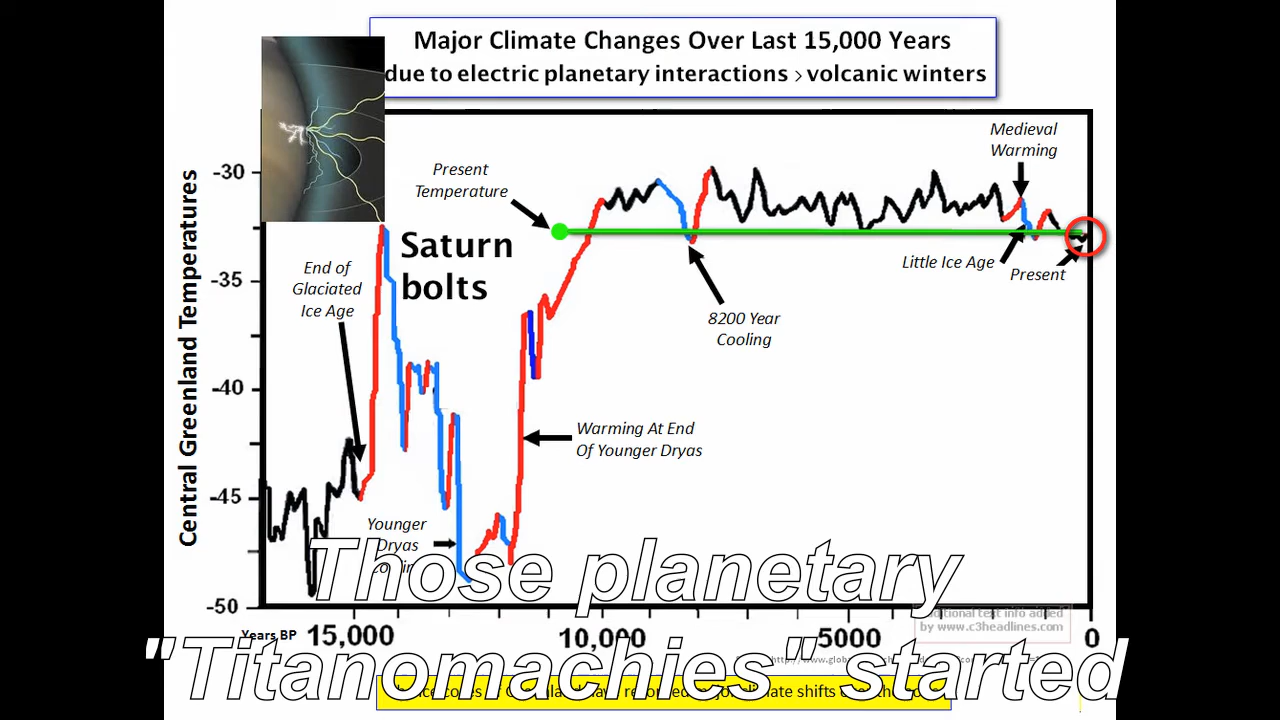 Major Climate Changes Over Last 15,000 Years
due to electric planetary interactions > volcanic winters
Medieval
Warming
Present
Temperature
-30
Saturn
bolts
End of
Glaciated
Ice Age
Little Ice Age
Present
-35
8200 Year
Cooling
Central Greenland Temperatures
-40
Warming At End
Of Younger Dryas
-45
Younger
Dryas
Those planetary
-50
text info added
by www.c3headlines.com
Years BP
15,000
10,000
5000
0
"Titanomachies" started